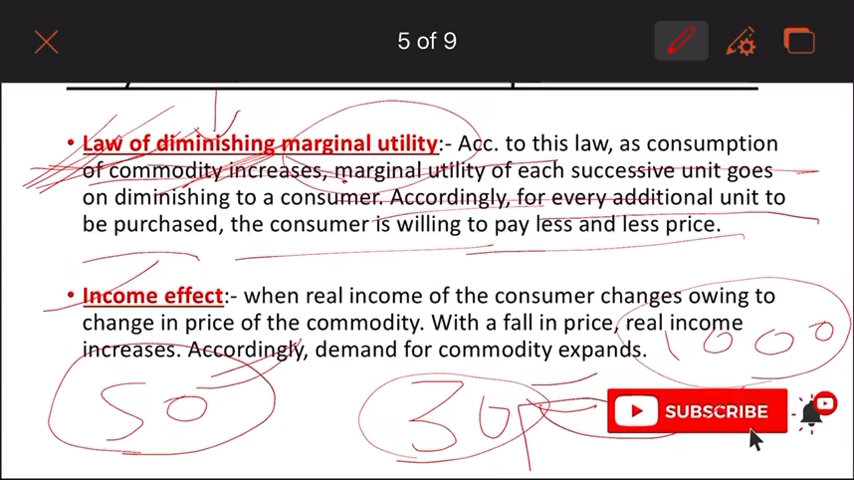 5 of 9
• Law of diminishing marginal utility:- Acc. to this law, as consumption
of commodity increases, marginal utility of each successive unit goes
on diminishing to a consumer. Accordingly, for every additional unit to
be purchased, the consumer is willing to pay less and less price.
• Income effect:- when real income of the consumer changes owing to
change in price of the commodity. With a fall in price, real income
increases. Accordingly, demand for commodity expands.
1000
50
30
SUBSCRIBE